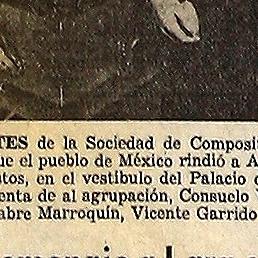 TES de la Sociedad de Composit
ue el pueblo de México rindió a A
tos, en el vestíbulo del Palacio
enta de al agrupación, Consuelo V
abre Marroquín, Vicente Garrido